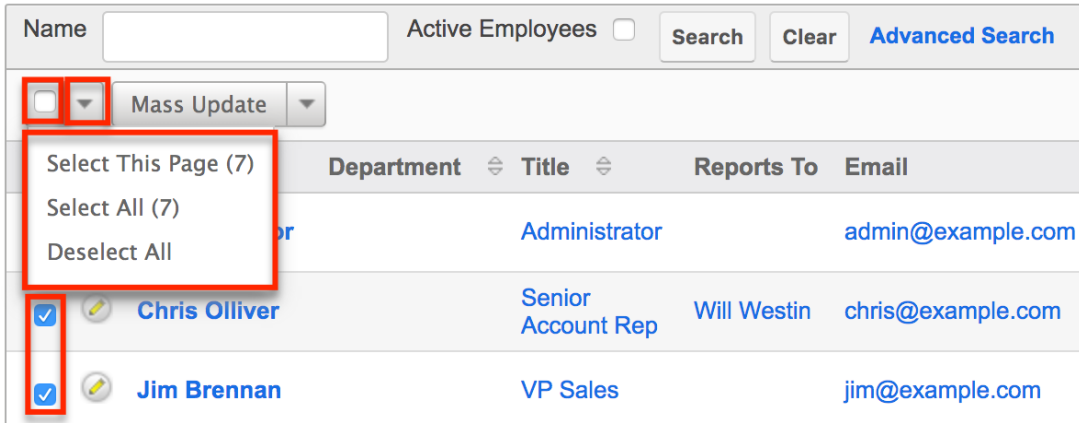 Name Active Employees Search Clear Advanced Search
Mass Update
Select This Page (7)
Department Title Reports To Email
Select All (7)
or Administrator admin@example.com
Deselect All
Chris Olliver Senior Account Rep Will Westin chris@example.com
Jim Brennan VP Sales jim@example.com